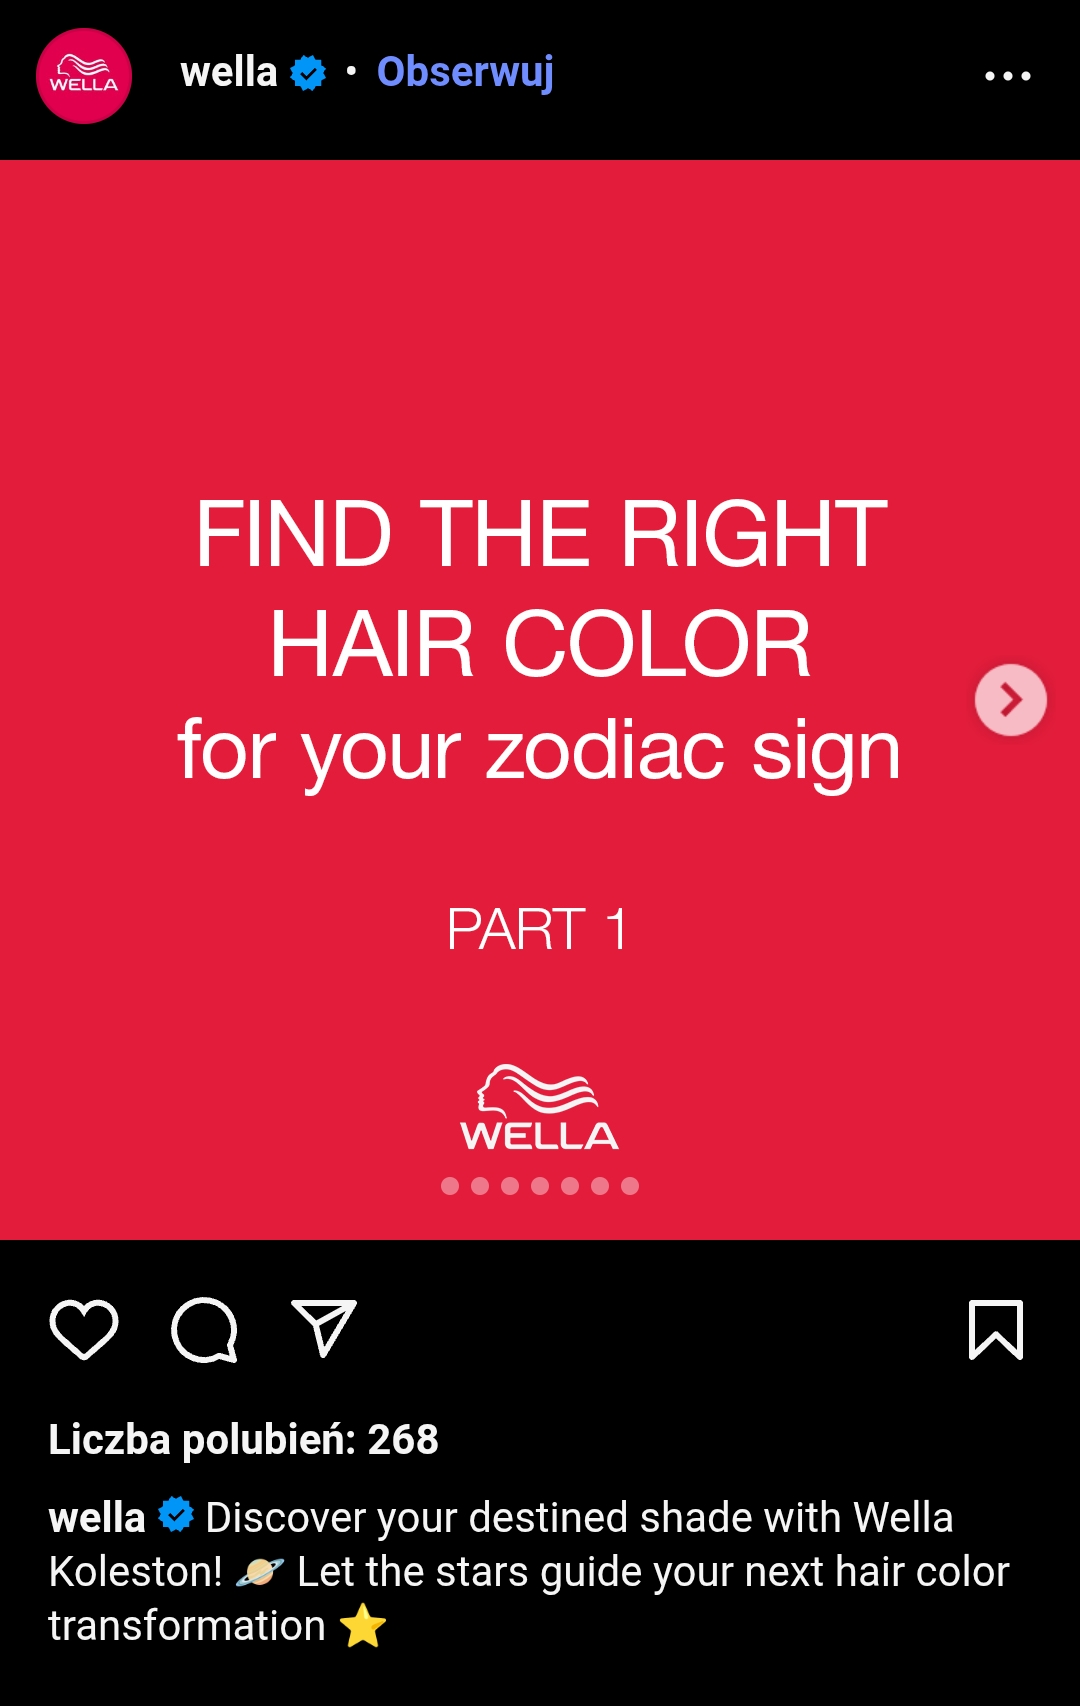 WELLA
wella • Obserwuj
FIND THE RIGHT
HAIR COLOR
for your zodiac sign
PART 1
WELLA
Liczba polubień: 268
wella Discover your destined shade with Wella
Koleston! 🪐 Let the stars guide your next hair color
transformation ⭐